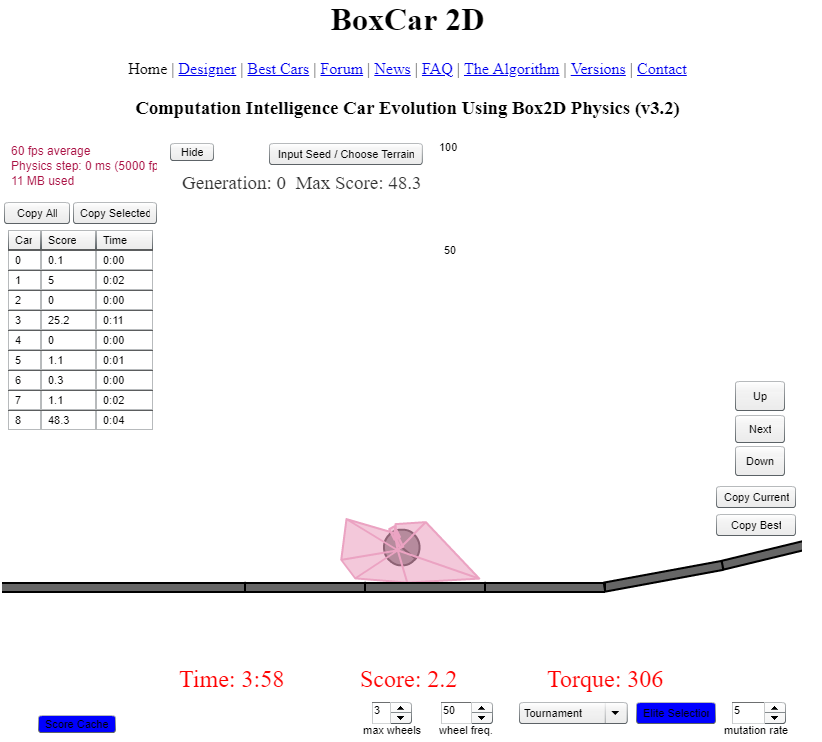 BoxCar 2D
Home | Designer | Best Cars | Forum | News | FAQ | The Algorithm | Versions | Contact
Computation Intelligence Car Evolution Using Box2D Physics (v3.2)
60 fps average
Physics step: 0 ms (5000 fp
11 MB used
Hide
Input Seed / Choose Terrain
100
Generation: 0 Max Score: 48.3
Copy All
Copy Selected
50
Car Score Time
0 0.1 0:00
1 5 0:02
2 0 0:00
3 25.2 0:11
4 0 0:00
5 1.1 0:01
6 0.3 0:00
7 1.1 0:02
8 48.3 0:04
Up
Next
Down
Copy Current
Copy Best
Time: 3:58 Score: 2.2 Torque: 306
Score Cache
3
max wheels
50
wheel freq.
Tournament
Elite Selection
5
mutation rate